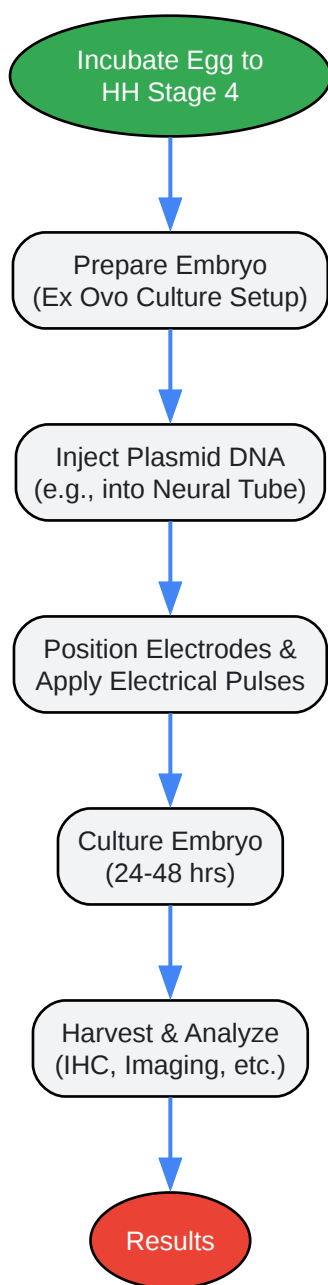 Incubate Egg to
HH Stage 4
Prepare Embryo
(Ex Ovo Culture Setup)
Inject Plasmid DNA
(e.g., into Neural Tube)
Position Electrodes &
Apply Electrical Pulses
Culture Embryo
(24-48 hrs)
Harvest & Analyze
(IHC, Imaging, etc.)
Results